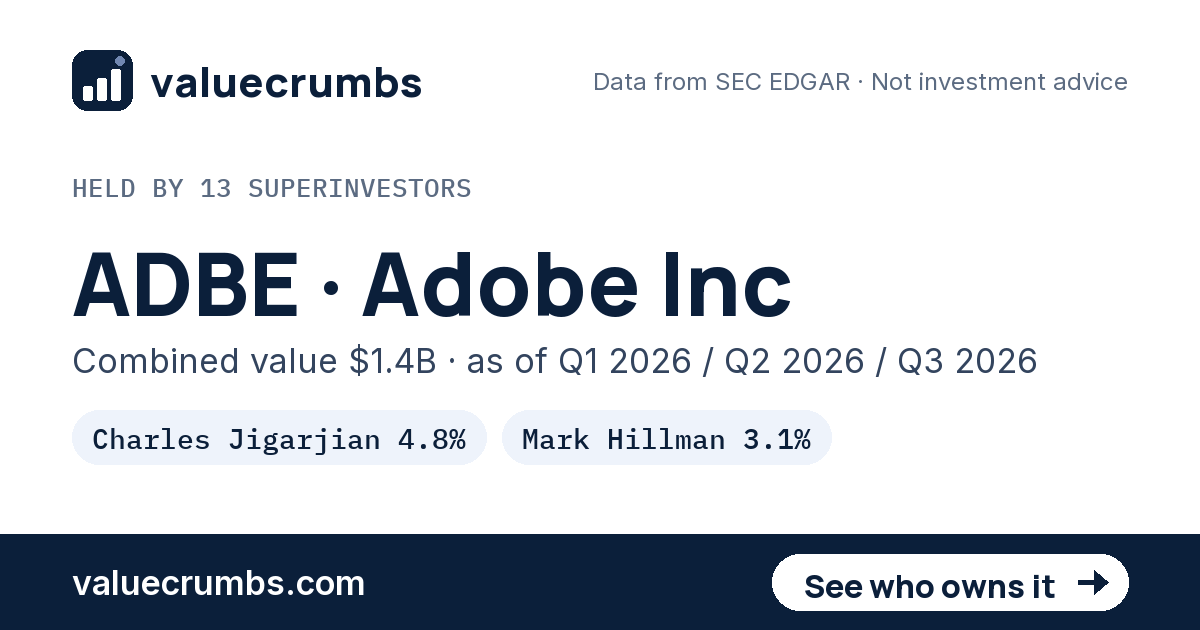 valuecrumbs
Data from SEC EDGAR · Not investment advice
HELD BY 13 SUPERINVESTORS
ADBE · Adobe Inc
Combined value $1.4B · as of Q1 2026 / Q2 2026 / Q3 2026
Charles Jigarjian 4.8%
Mark Hillman 3.1%
valuecrumbs.com
See who owns it →